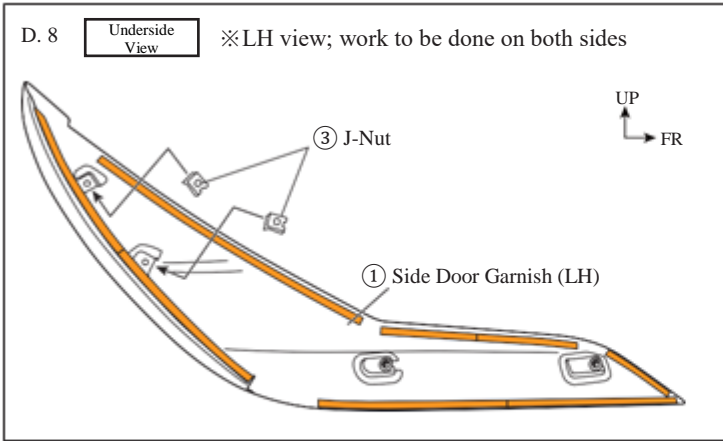 D. 8 Underside View ※LH view; work to be done on both sides
UP
FR
③ J-Nut
① Side Door Garnish (LH)